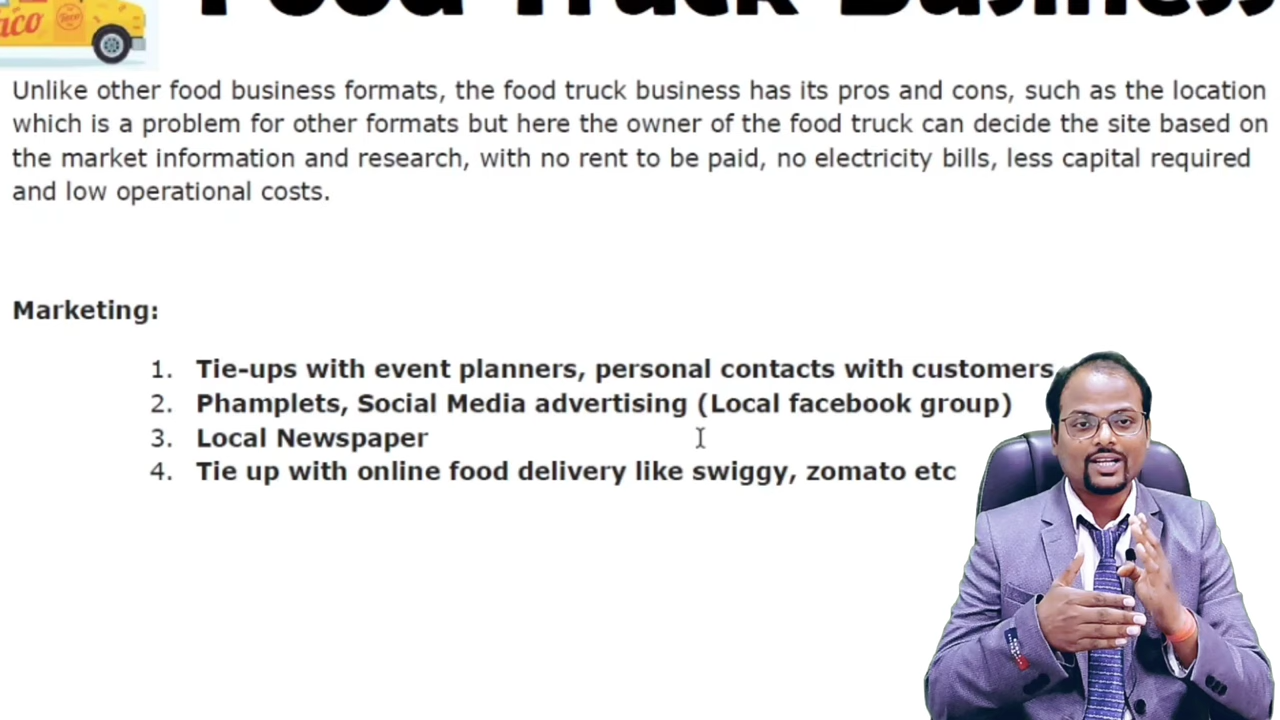 Food Truck Business
Unlike other food business formats, the food truck business has its pros and cons, such as the location
which is a problem for other formats but here the owner of the food truck can decide the site based on
the market information and research, with no rent to be paid, no electricity bills, less capital required
and low operational costs.
Marketing:
1. Tie-ups with event planners, personal contacts with customers
2. Phamplets, Social Media advertising (Local facebook group)
3. Local Newspaper
4. Tie up with online food delivery like swiggy, zomato etc